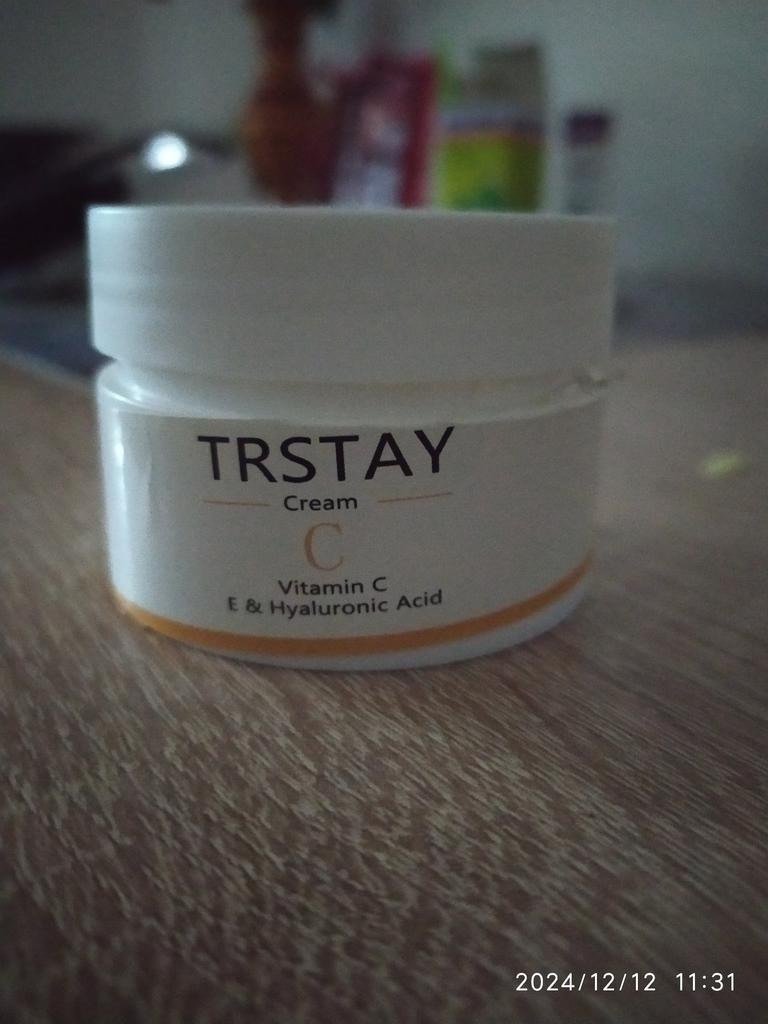 TRSTAY
Cream
C
Vitamin C
E & Hyaluronic Acid
2024/12/12 11:31